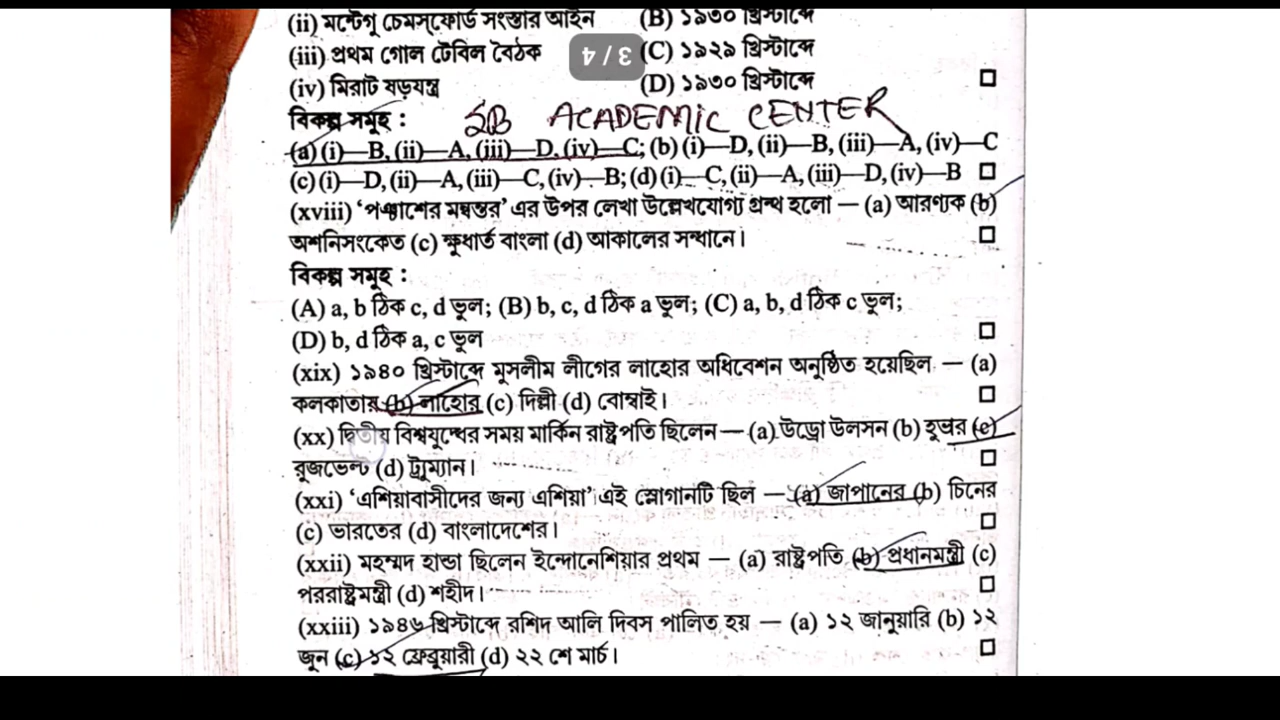 (ii) মন্টেগু চেমস্‌ফোর্ড সংস্কার আইন (B) ১৯৩০ খ্রিস্টাব্দে
(iii) প্রথম গোল টেবিল বৈঠক (C) ১৯২৯ খ্রিস্টাব্দে
3 / 4
(iv) মিরাট ষড়যন্ত্র (D) ১৯৩০ খ্রিস্টাব্দে
বিকল্প সমূহ : SB ACADEMIC CENTER
(a) (i)—B, (ii)—A, (iii)—D, (iv)—C; (b) (i)—D, (ii)—B, (iii)—A, (iv)—C
(c) (i)—D, (ii)—A, (iii)—C, (iv)—B; (d) (i)—C, (ii)—A, (iii)—D, (iv)—B
(xviii) ‘পঞ্চাশের মন্বন্তর’ এর উপর লেখা উল্লেখযোগ্য গ্রন্থ হলো — (a) আরণ্যক (b)
অশনিসংকেত (c) ক্ষুধার্ত বাংলা (d) আকালের সন্ধানে।
বিকল্প সমূহ :
(A) a, b ঠিক c, d ভুল; (B) b, c, d ঠিক a ভুল; (C) a, b, d ঠিক c ভুল;
(D) b, d ঠিক a, c ভুল
(xix) ১৯৪০ খ্রিস্টাব্দে মুসলীম লীগের লাহোর অধিবেশন অনুষ্ঠিত হয়েছিল — (a)
কলকাতায় (b) লাহোর (c) দিল্লী (d) বোম্বাই।
(xx) দ্বিতীয় বিশ্বযুদ্ধের সময় মার্কিন রাষ্ট্রপতি ছিলেন — (a) উড্রো উলসন (b) হুভর (c)
রুজভেল্ট (d) ট্রুম্যান।
(xxi) ‘এশিয়াবাসীদের জন্য এশিয়া’ এই স্লোগানটি ছিল — (a) জাপানের (b) চিনের
(c) ভারতের (d) বাংলাদেশের।
(xxii) মহম্মদ হাত্তা ছিলেন ইন্দোনেশিয়ার প্রথম — (a) রাষ্ট্রপতি (b) প্রধানমন্ত্রী (c)
পররাষ্ট্রমন্ত্রী (d) শহীদ।
(xxiii) ১৯৪৬ খ্রিস্টাব্দে রশিদ আলি দিবস পালিত হয় — (a) ১২ জানুয়ারি (b) ১২
জুন (c) ১২ ফেব্রুয়ারী (d) ২২ শে মার্চ।